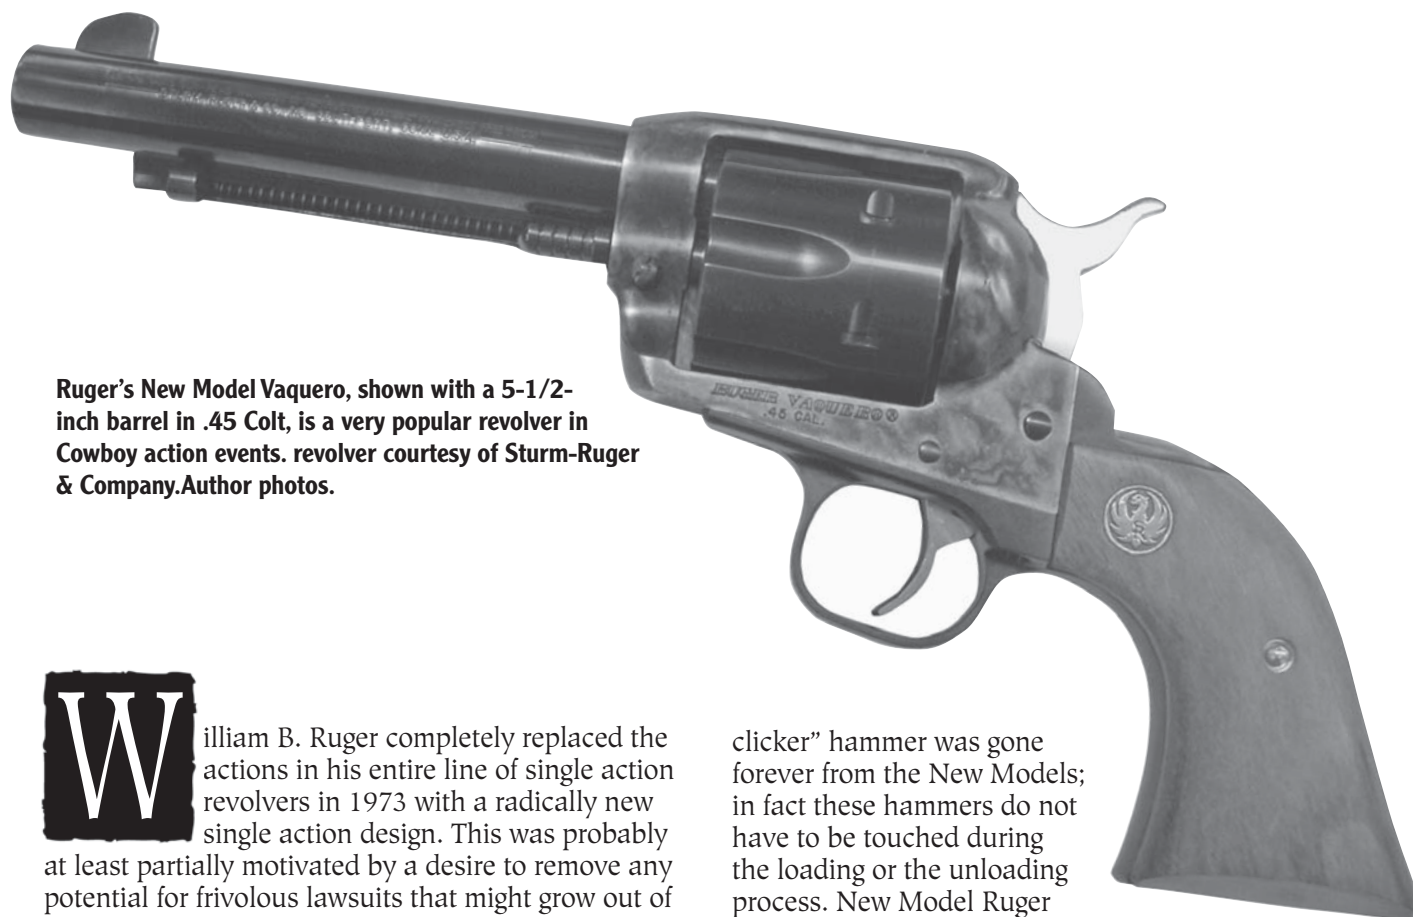 RUGER VAQUERO®
.45 CAL.
Ruger's New Model Vaquero, shown with a 5-1/2-
inch barrel in .45 Colt, is a very popular revolver in
Cowboy action events. revolver courtesy of Sturm-Ruger
& Company.Author photos.
William B. Ruger completely replaced the
actions in his entire line of single action
revolvers in 1973 with a radically new
single action design. This was probably
at least partially motivated by a desire to remove any
potential for frivolous lawsuits that might grow out of
clicker” hammer was gone
forever from the New Models;
in fact these hammers do not
have to be touched during
the loading or the unloading
process. New Model Ruger